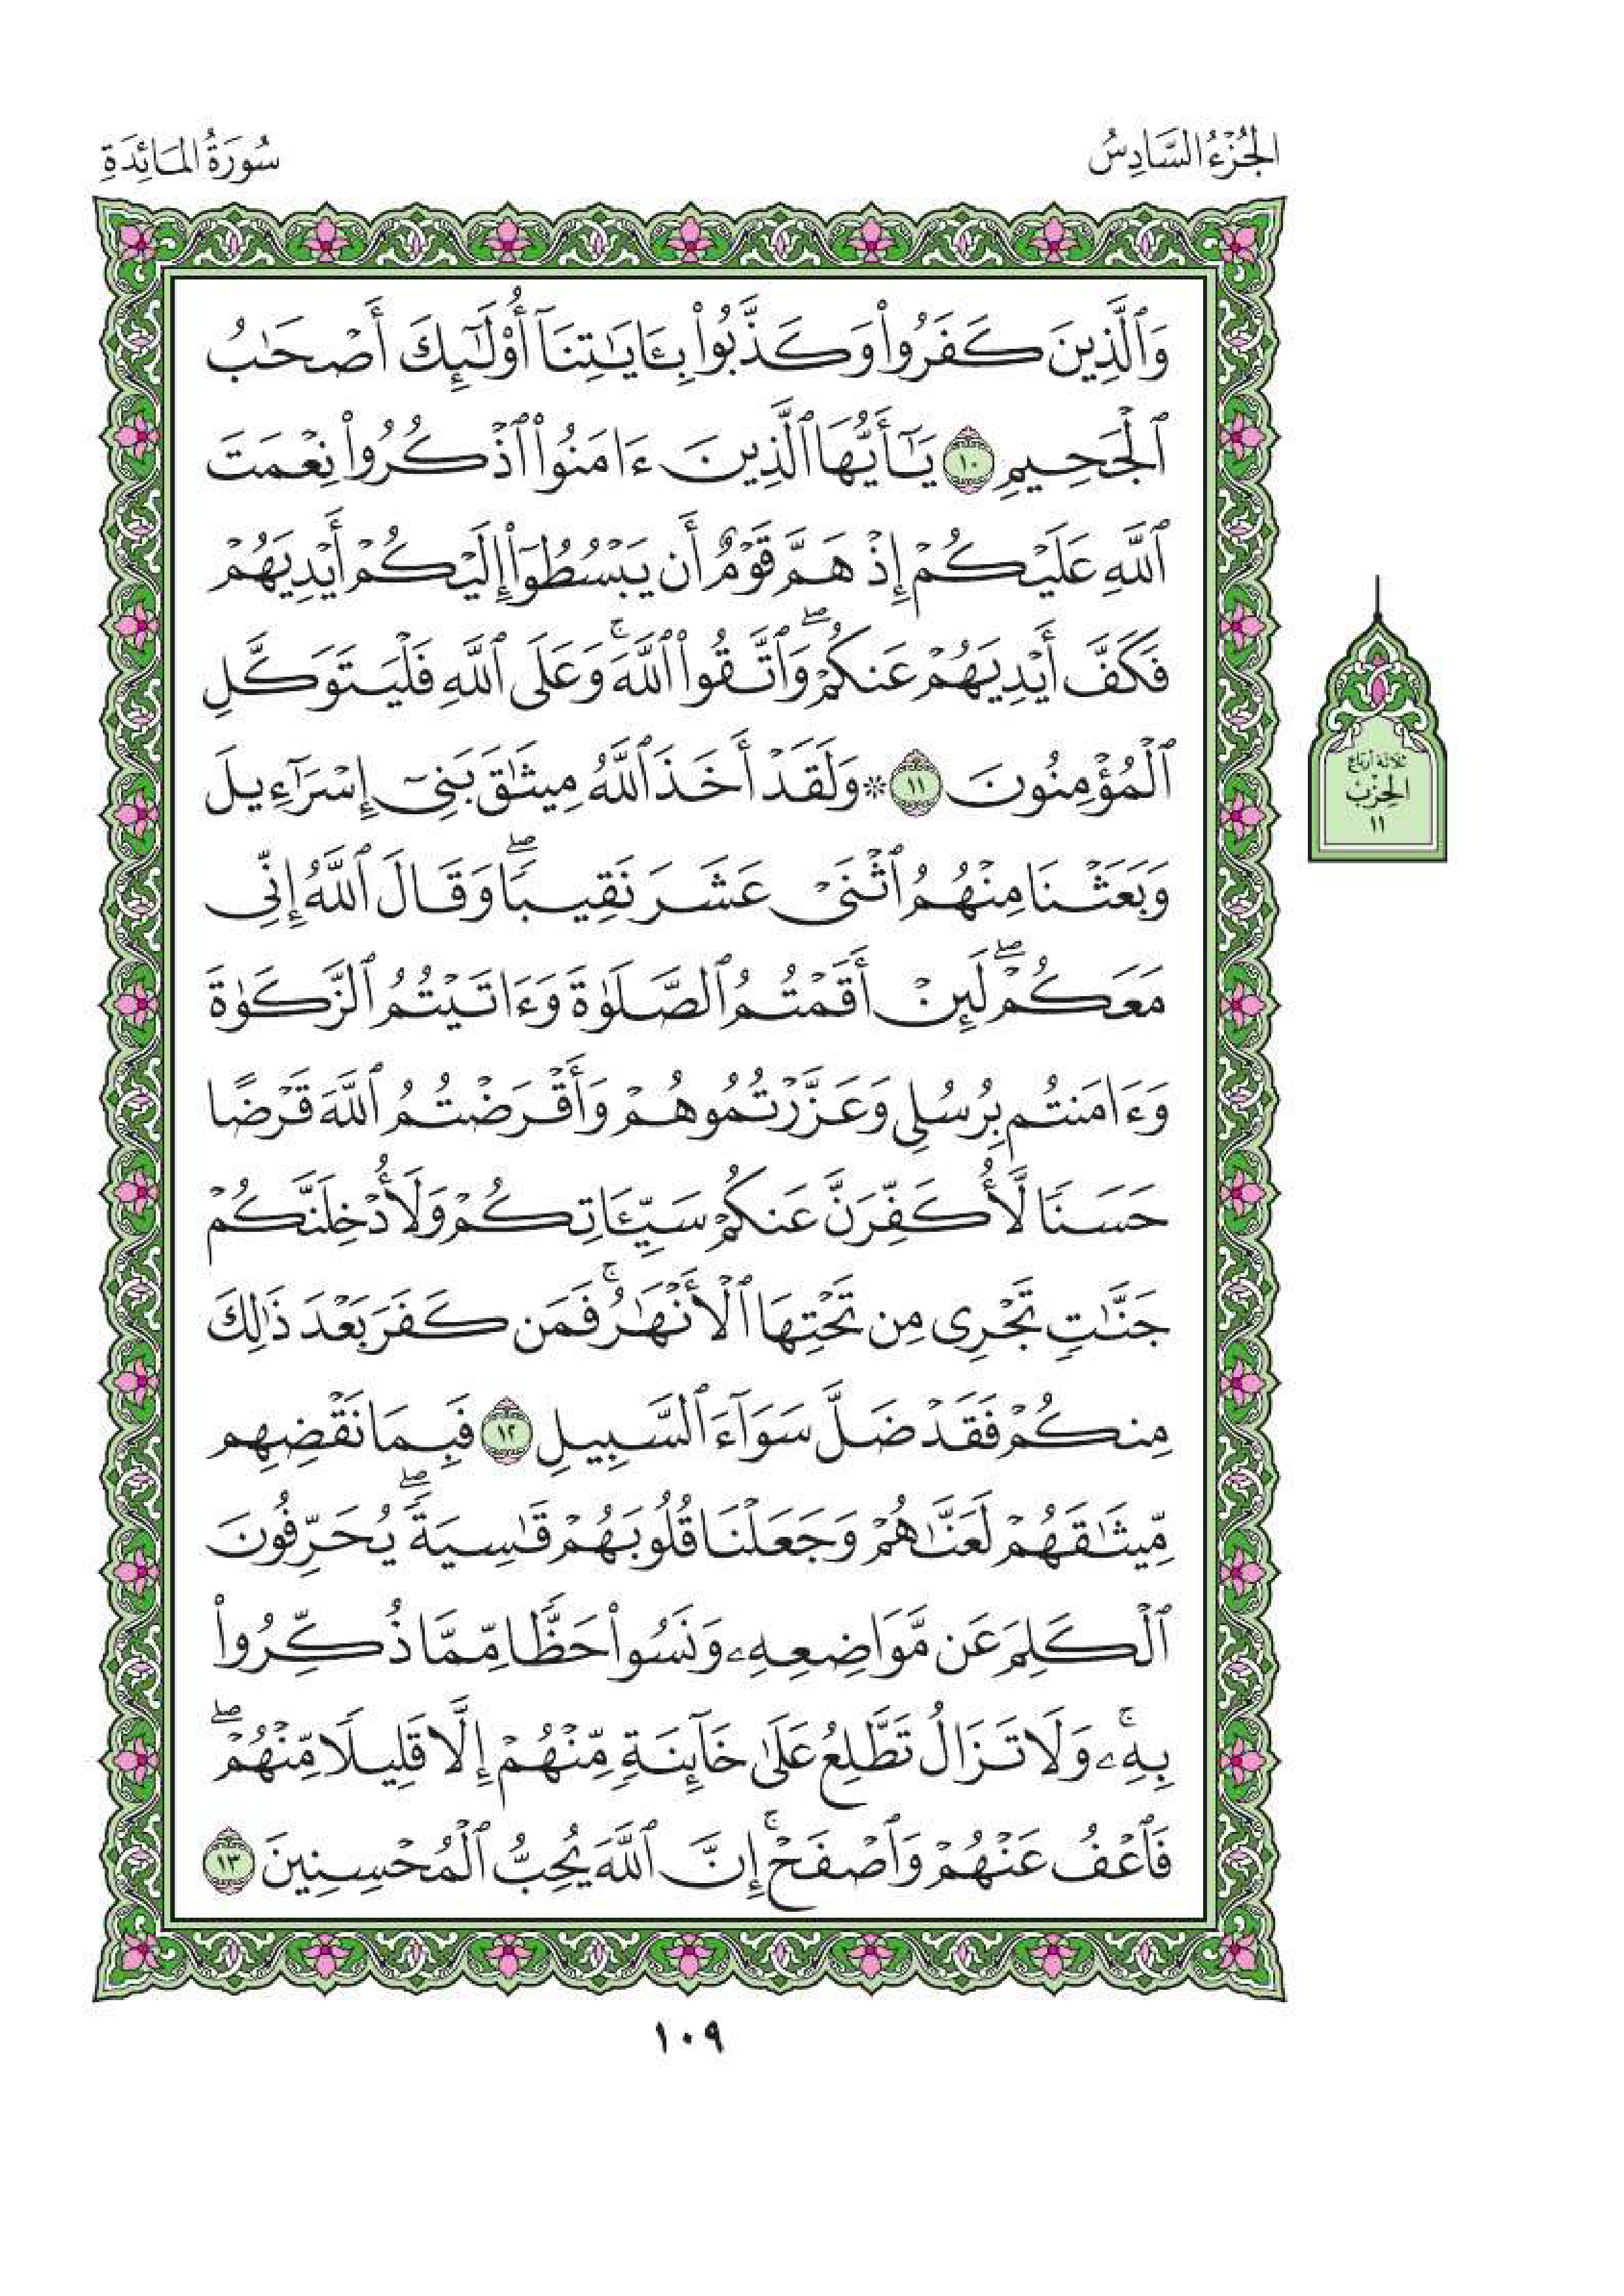 الجُزْءُ السَّادِسُ
سُورَةُ المَائِدَةِ
وَٱلَّذِينَ كَفَرُوا۟ وَكَذَّبُوا۟ بِـَٔايَـٰتِنَآ أُو۟لَـٰٓئِكَ أَصْحَـٰبُ
ٱلْجَحِيمِ ١٠ يَـٰٓأَيُّهَا ٱلَّذِينَ ءَامَنُوا۟ ٱذْكُرُوا۟ نِعْمَتَ
ٱللَّهِ عَلَيْكُمْ إِذْ هَمَّ قَوْمٌ أَن يَبْسُطُوٓا۟ إِلَيْكُمْ أَيْدِيَهُمْ
فَكَفَّ أَيْدِيَهُمْ عَنكُمْ ۖ وَٱتَّقُوا۟ ٱللَّهَ ۚ وَعَلَى ٱللَّهِ فَلْيَتَوَكَّلِ
ٱلْمُؤْمِنُونَ ١١ ۞ وَلَقَدْ أَخَذَ ٱللَّهُ مِيثَـٰقَ بَنِىٓ إِسْرَٰٓءِيلَ
وَبَعَثْنَا مِنْهُمُ ٱثْنَىْ عَشَرَ نَقِيبًا ۖ وَقَالَ ٱللَّهُ إِنِّى
مَعَكُمْ ۖ لَئِنْ أَقَمْتُمُ ٱلصَّلَوٰةَ وَءَاتَيْتُمُ ٱلزَّكَوٰةَ
وَءَامَنتُم بِرُسُلِى وَعَزَّرْتُمُوهُمْ وَأَقْرَضْتُمُ ٱللَّهَ قَرْضًا
حَسَنًا لَّأُكَفِّرَنَّ عَنكُمْ سَيِّـَٔاتِكُمْ وَلَأُدْخِلَنَّكُمْ
جَنَّـٰتٍ تَجْرِى مِن تَحْتِهَا ٱلْأَنْهَـٰرُ ۚ فَمَن كَفَرَ بَعْدَ ذَٰلِكَ
مِنكُمْ فَقَدْ ضَلَّ سَوَآءَ ٱلسَّبِيلِ ١٢ فَبِمَا نَقْضِهِم
مِّيثَـٰقَهُمْ لَعَنَّـٰهُمْ وَجَعَلْنَا قُلُوبَهُمْ قَـٰسِيَةً ۖ يُحَرِّفُونَ
ٱلْكَلِمَ عَن مَّوَاضِعِهِۦ وَنَسُوا۟ حَظًّا مِّمَّا ذُكِّرُوا۟
بِهِۦ ۚ وَلَا تَزَالُ تَطَّلِعُ عَلَىٰ خَآئِنَةٍ مِّنْهُمْ إِلَّا قَلِيلًا مِّنْهُمْ ۖ
فَٱعْفُ عَنْهُمْ وَٱصْفَحْ ۚ إِنَّ ٱللَّهَ يُحِبُّ ٱلْمُحْسِنِينَ ١٣
ثلاثة أرباع
الحِزْب
١١
١٠٩